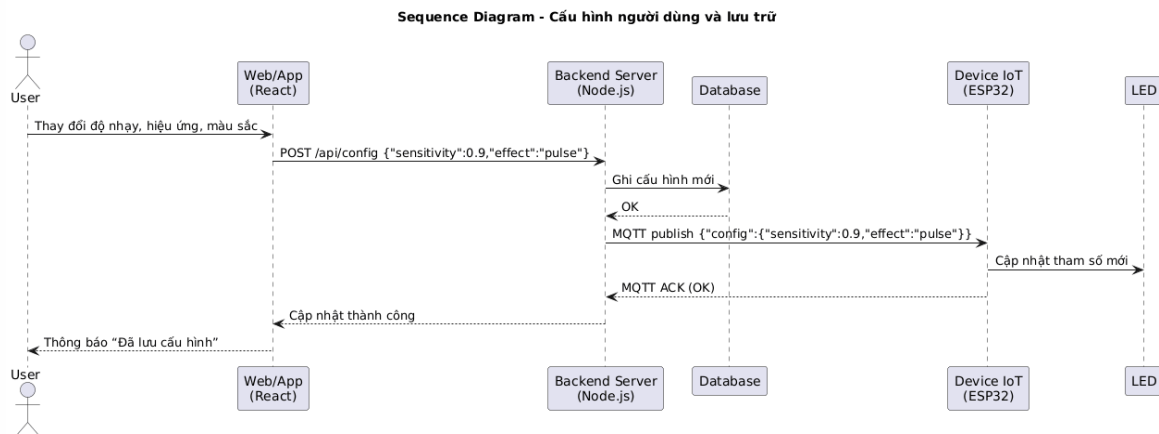 Sequence Diagram - Cấu hình người dùng và lưu trữ
User
Web/App
(React)
Backend Server
(Node.js)
Database
Device IoT
(ESP32)
LED
Thay đổi độ nhạy, hiệu ứng, màu sắc
POST /api/config {"sensitivity":0.9,"effect":"pulse"}
Ghi cấu hình mới
OK
MQTT publish {"config":{"sensitivity":0.9,"effect":"pulse"}}
Cập nhật tham số mới
MQTT ACK (OK)
Cập nhật thành công
Thông báo “Đã lưu cấu hình”
User
Web/App
(React)
Backend Server
(Node.js)
Database
Device IoT
(ESP32)
LED